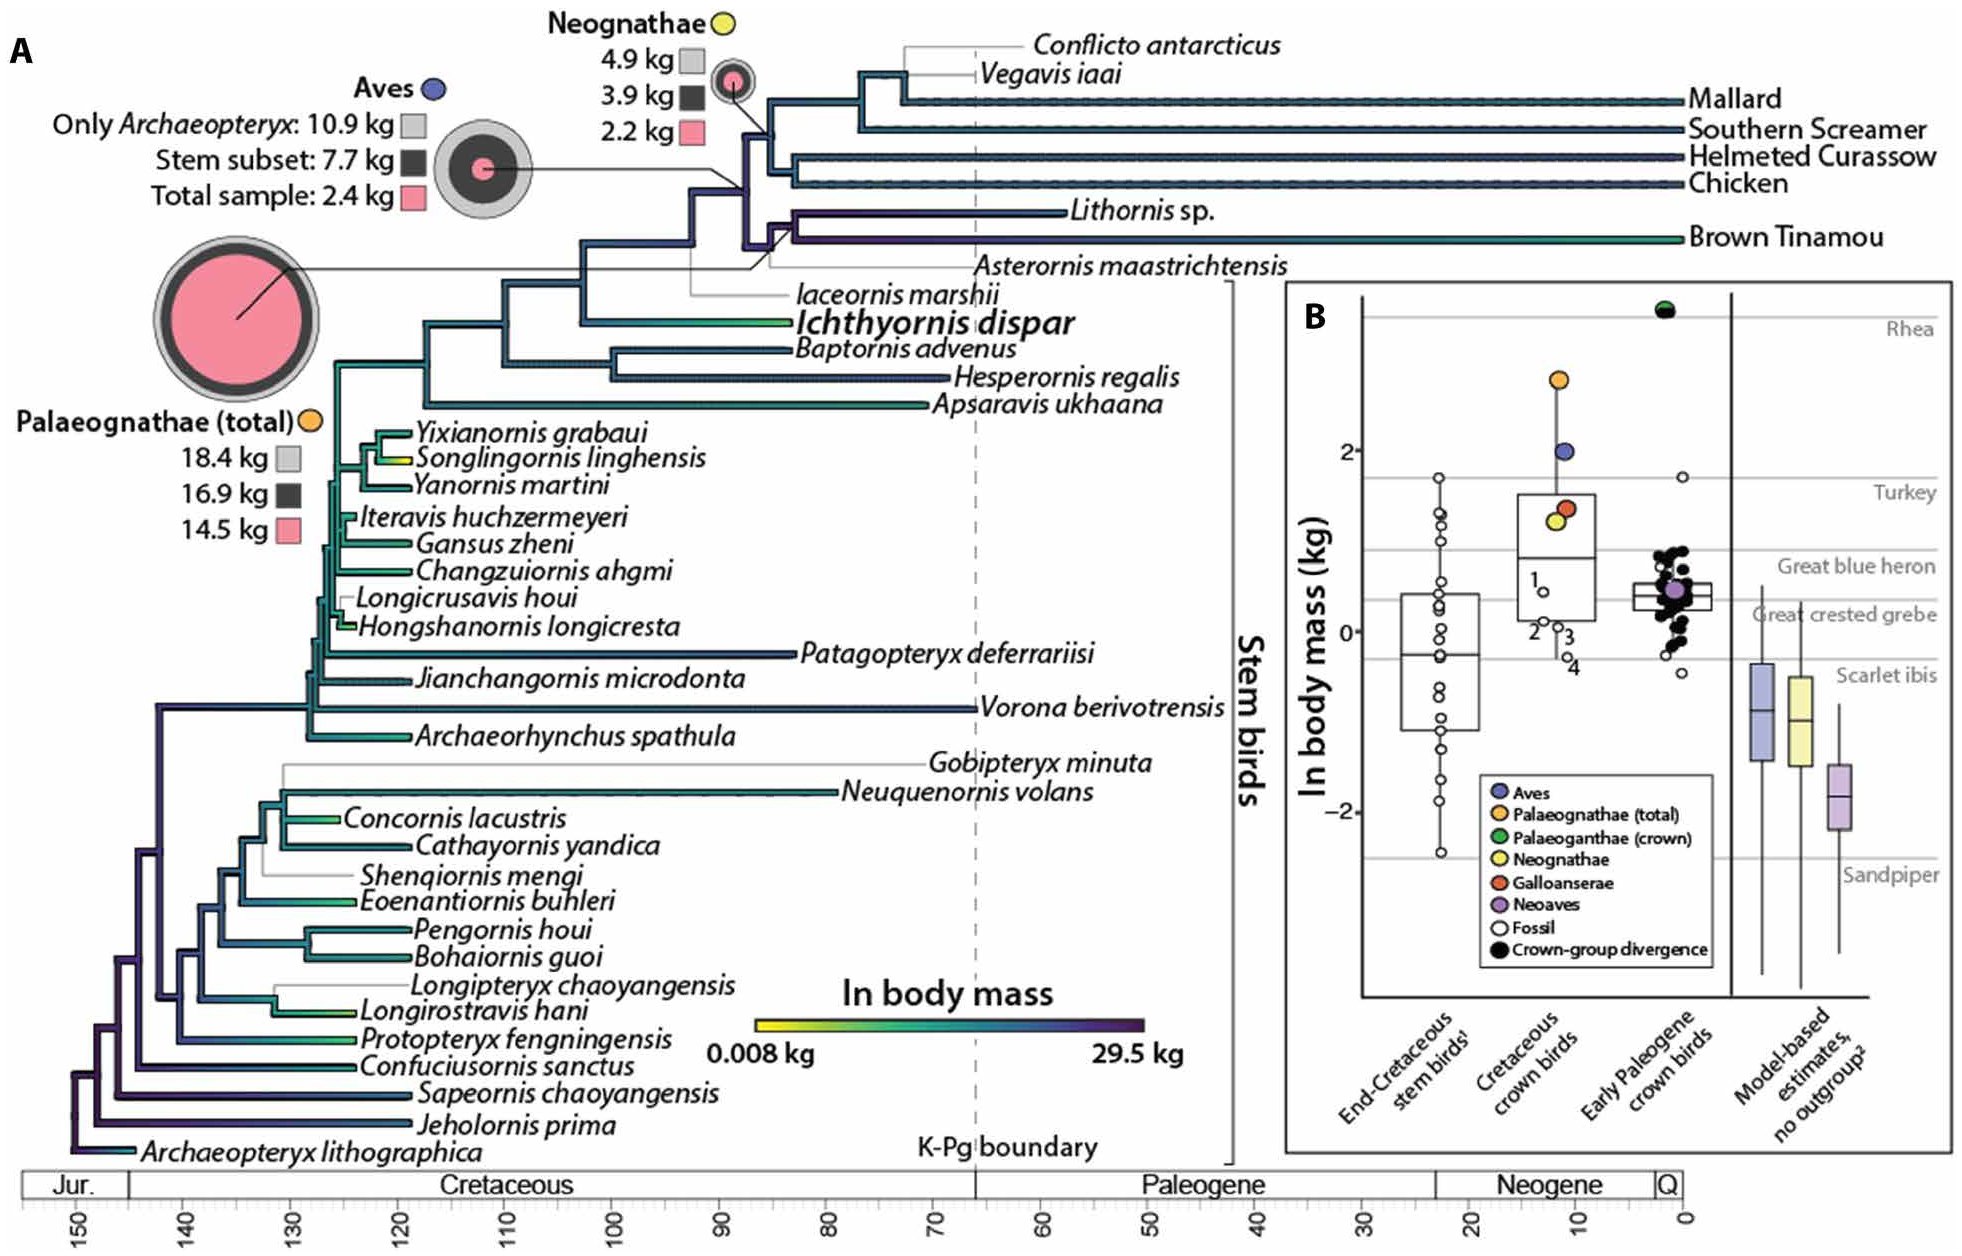 A
Neognathae
4.9 kg
3.9 kg
2.2 kg
Aves
Only Archaeopteryx: 10.9 kg
Stem subset: 7.7 kg
Total sample: 2.4 kg
Palaeognathae (total)
18.4 kg
16.9 kg
14.5 kg
Conflicto antarcticus
Vegavis iaai
Mallard
Southern Screamer
Helmeted Curassow
Chicken
Lithornis sp.
Brown Tinamou
Asterornis maastrichtensis
Iaceornis marshii
Ichthyornis dispar
Baptornis advenus
Hesperornis regalis
Apsaravis ukhaana
Yixianornis grabaui
Songlingornis linghensis
Yanornis martini
Iteravis huchzermeyeri
Gansus zheni
Changzuiornis ahgmi
Longicrusavis houi
Hongshanornis longicresta
Patagopteryx deferrariisi
Jianchangornis microdonta
Vorona berivotrensis
Archaeorhynchus spathula
Gobipteryx minuta
Neuquenornis volans
Concornis lacustris
Cathayornis yandica
Shenqiornis mengi
Eoenantiornis buhleri
Pengornis houi
Bohaiornis guoi
Longipteryx chaoyangensis
Longirostravis hani
Protopteryx fengningensis
Confuciusornis sanctus
Sapeornis chaoyangensis
Jeholornis prima
Archaeopteryx lithographica
Stem birds
ln body mass
0.008 kg 29.5 kg
K-Pg boundary
Jur. Cretaceous Paleogene Neogene Q
150 140 130 120 110 100 90 80 70 60 50 40 30 20 10 0
B
ln body mass (kg)
2
0
−2
Rhea
Turkey
Great blue heron
Great crested grebe
Scarlet ibis
Sandpiper
1
2
3
4
Aves
Palaeognathae (total)
Palaeoganthae (crown)
Neognathae
Galloanserae
Neoaves
Fossil
Crown-group divergence
End-Cretaceous
stem birds¹
Cretaceous
crown birds
Early Paleogene
crown birds
Model-based
estimates,
no outgroup²